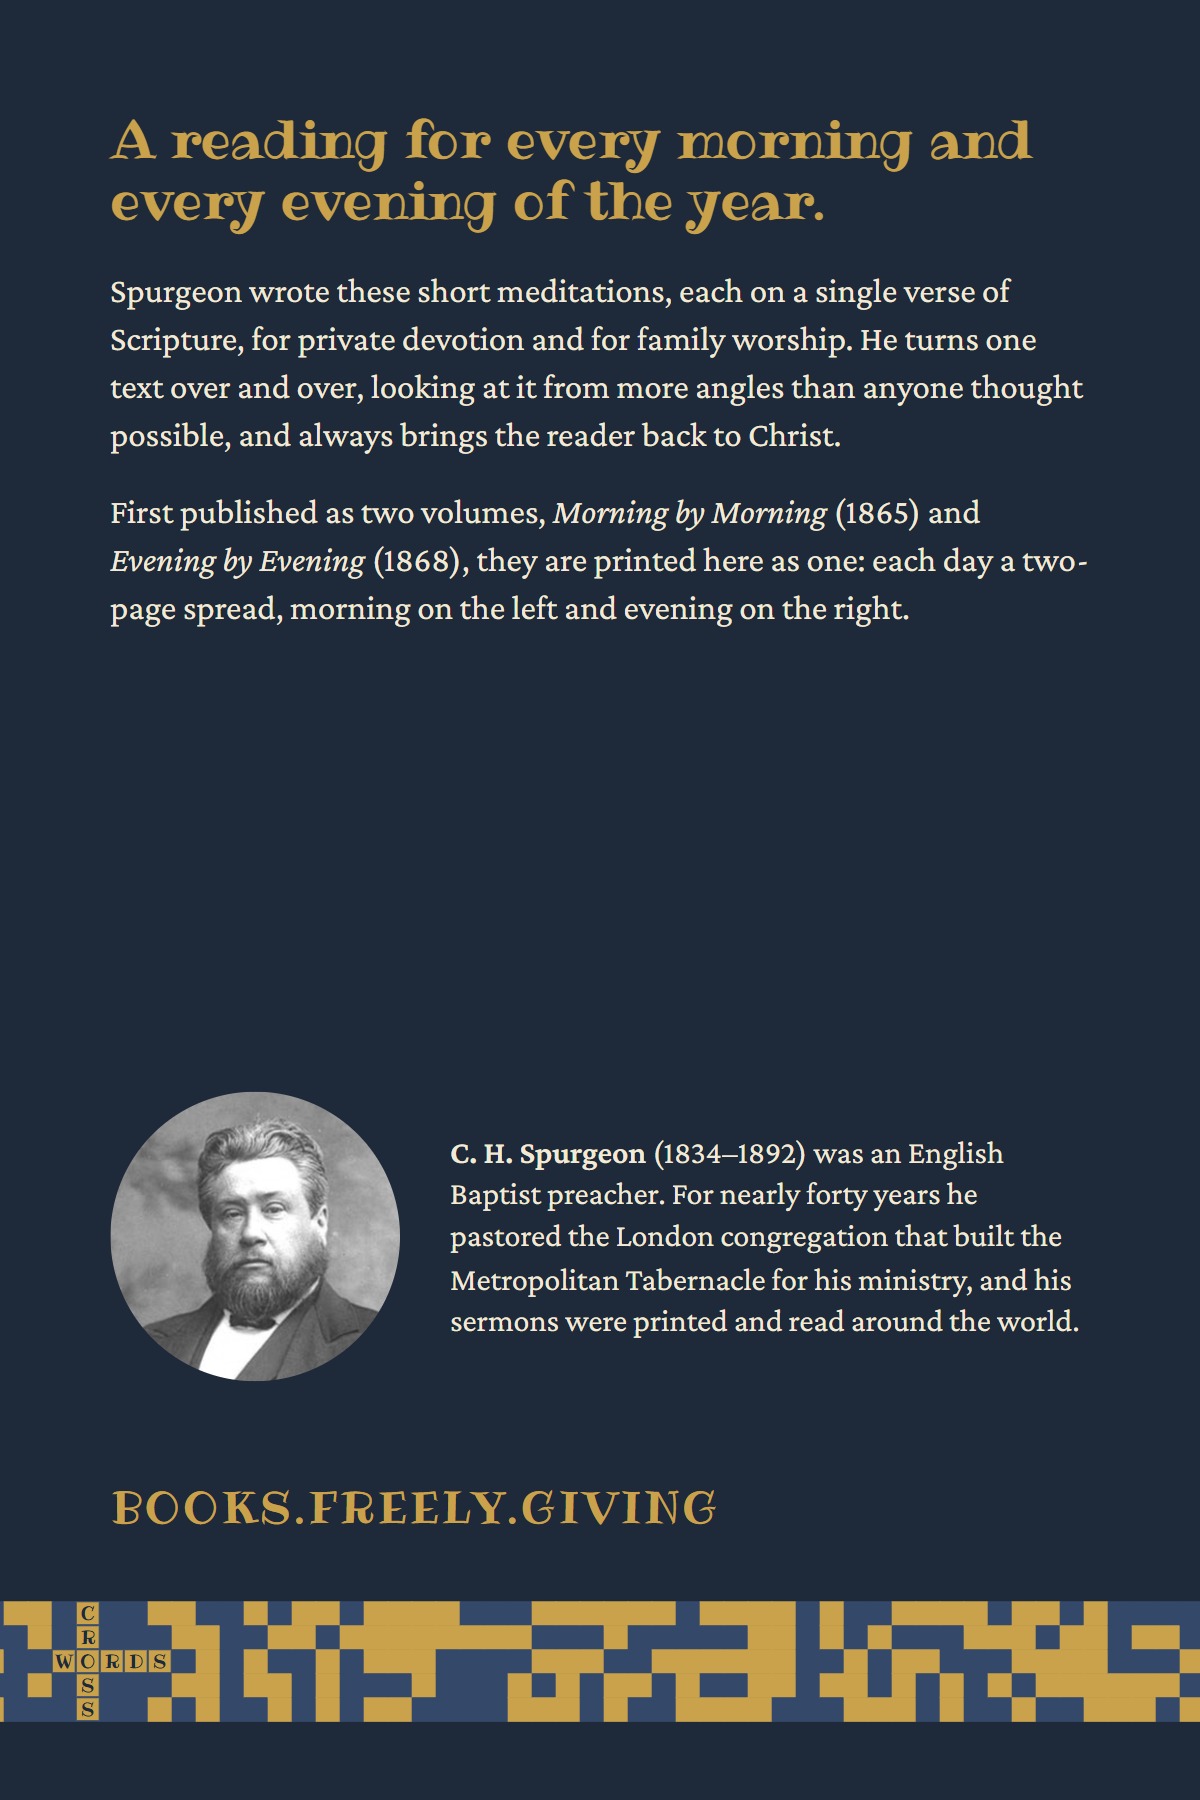 A reading for every morning and
every evening of the year.
Spurgeon wrote these short meditations, each on a single verse of
Scripture, for private devotion and for family worship. He turns one
text over and over, looking at it from more angles than anyone thought
possible, and always brings the reader back to Christ.
First published as two volumes, Morning by Morning (1865) and
Evening by Evening (1868), they are printed here as one: each day a two-
page spread, morning on the left and evening on the right.
C. H. Spurgeon (1834–1892) was an English
Baptist preacher. For nearly forty years he
pastored the London congregation that built the
Metropolitan Tabernacle for his ministry, and his
sermons were printed and read around the world.
BOOKS.FREELY.GIVING
CROSS
WORDS